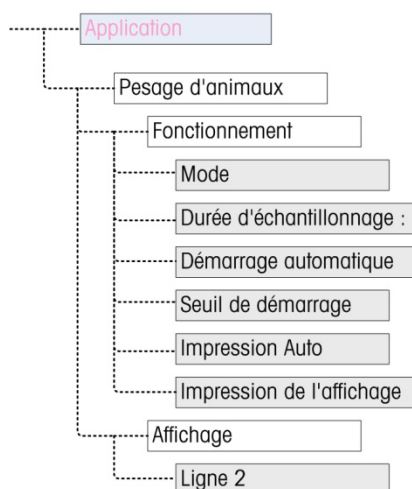 Application
Pesage d'animaux
Fonctionnement
Mode
Durée d'échantillonnage :
Démarrage automatique
Seuil de démarrage
Impression Auto
Impression de l'affichage
Affichage
Ligne 2